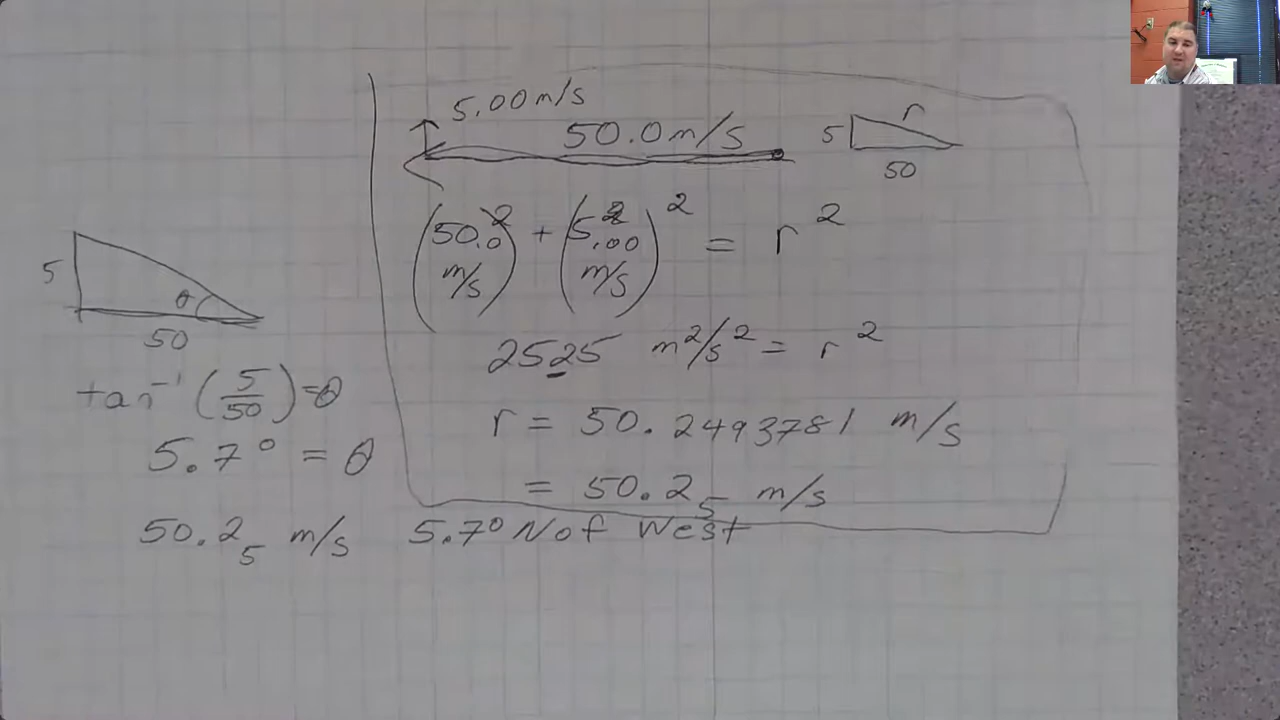 5.00 m/s
50.0 m/s
r
5
50
(50.0 m/s)² + (5.00 m/s)² = r²
2525 m²/s² = r²
r = 50.2493781 m/s
= 50.2₅ m/s
5
θ
50
tan⁻¹(5/50) = θ
5.7° = θ
50.2₅ m/s 5.7° N of West